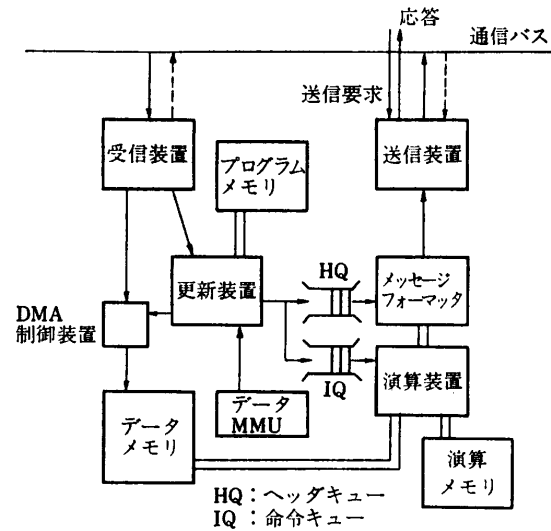 応答
通信バス
送信要求
受信装置
送信装置
プログラム
メモリ
HQ
メッセージ
フォーマッタ
更新装置
DMA
制御装置
IQ
演算装置
データ
MMU
データ
メモリ
演算
メモリ
HQ：ヘッダキュー
IQ：命令キュー